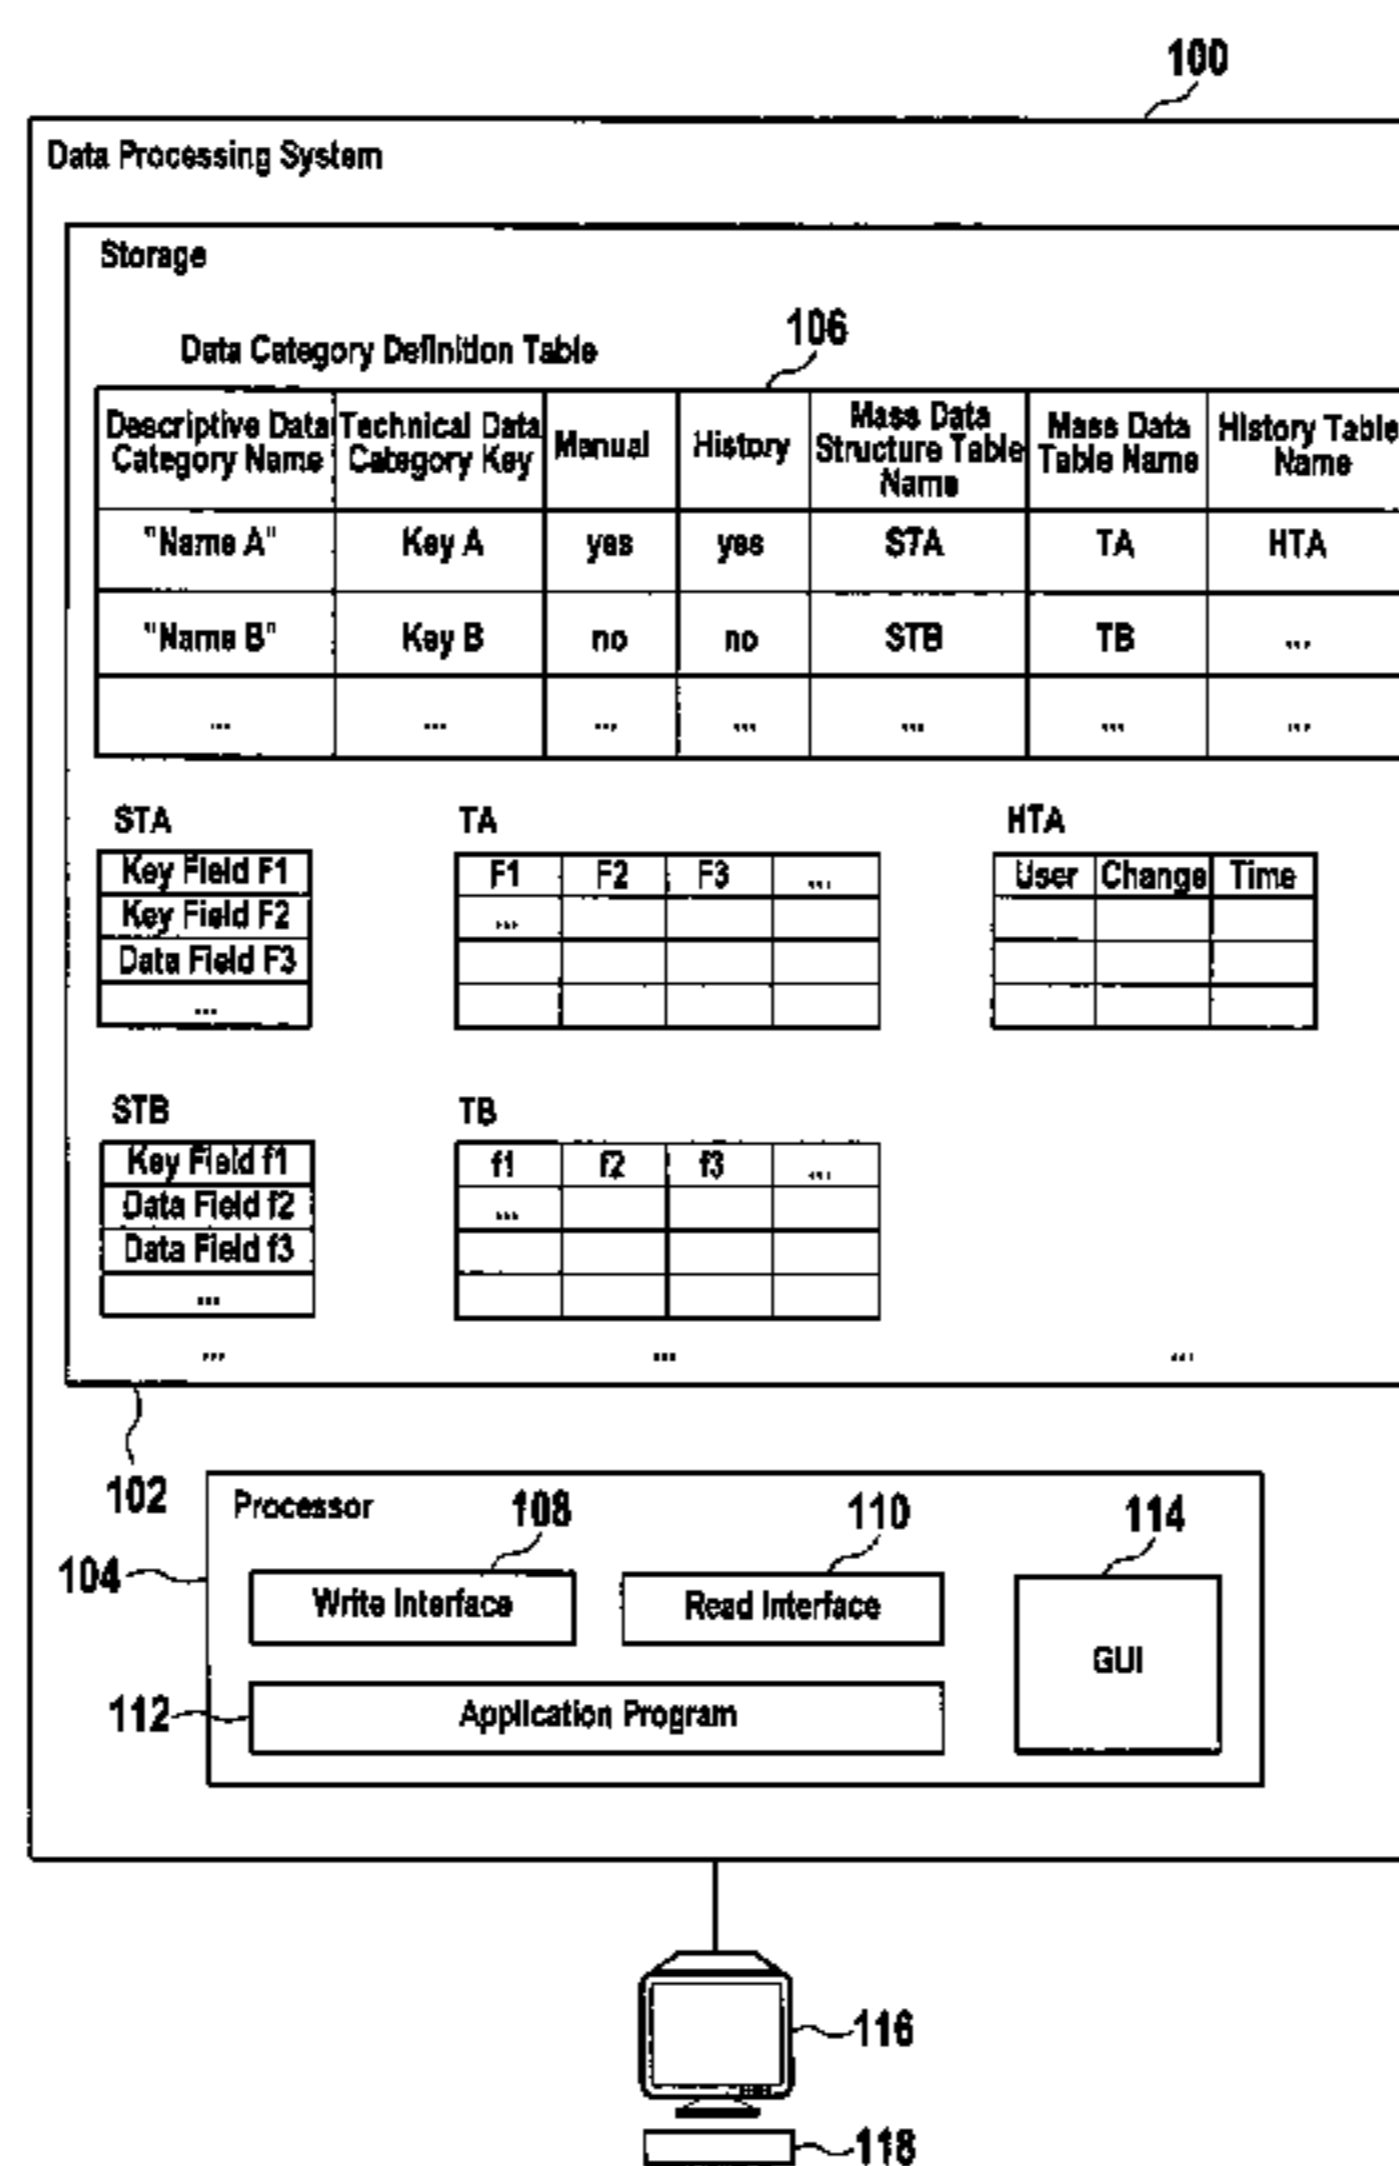 100
Data Processing System
Storage
106
Data Category Definition Table
Descriptive Data Category Name | Technical Data Category Key | Manual | History | Mass Data Structure Table Name | Mass Data Table Name | History Table Name
"Name A" | Key A | yes | yes | STA | TA | HTA
"Name B" | Key B | no | no | STB | TB | ...
... | ... | ... | ... | ... | ... | ...
STA
Key Field F1
Key Field F2
Data Field F3
...
TA
F1 | F2 | F3 | ...
...
HTA
User | Change | Time
STB
Key Field f1
Data Field f2
Data Field f3
...
TB
f1 | f2 | f3 | ...
...
... ... ...
102
Processor
104
108
Write Interface
110
Read Interface
114
GUI
112
Application Program
116
118